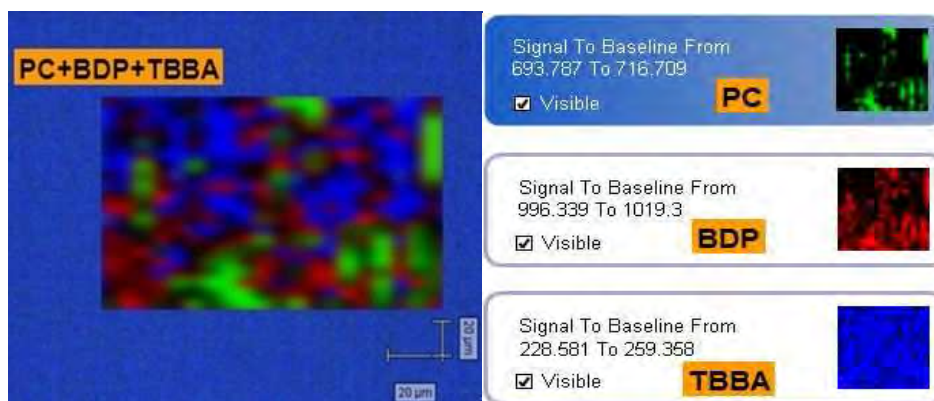 PC+BDP+TBBA
20 µm
20 µm
Signal To Baseline From
693.787 To 716.709
Visible
PC
Signal To Baseline From
996.339 To 1019.3
Visible
BDP
Signal To Baseline From
228.581 To 259.358
Visible
TBBA